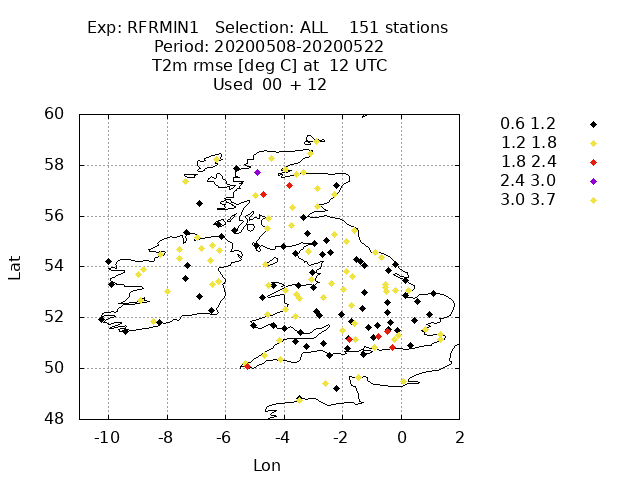 Exp: RFRMIN1 Selection: ALL 151 stations
Period: 20200508-20200522
T2m rmse [deg C] at 12 UTC
Used 00 + 12
60
58
56
54
52
50
48
-10 -8 -6 -4 -2 0 2
Lat
Lon
0.6 1.2
1.2 1.8
1.8 2.4
2.4 3.0
3.0 3.7